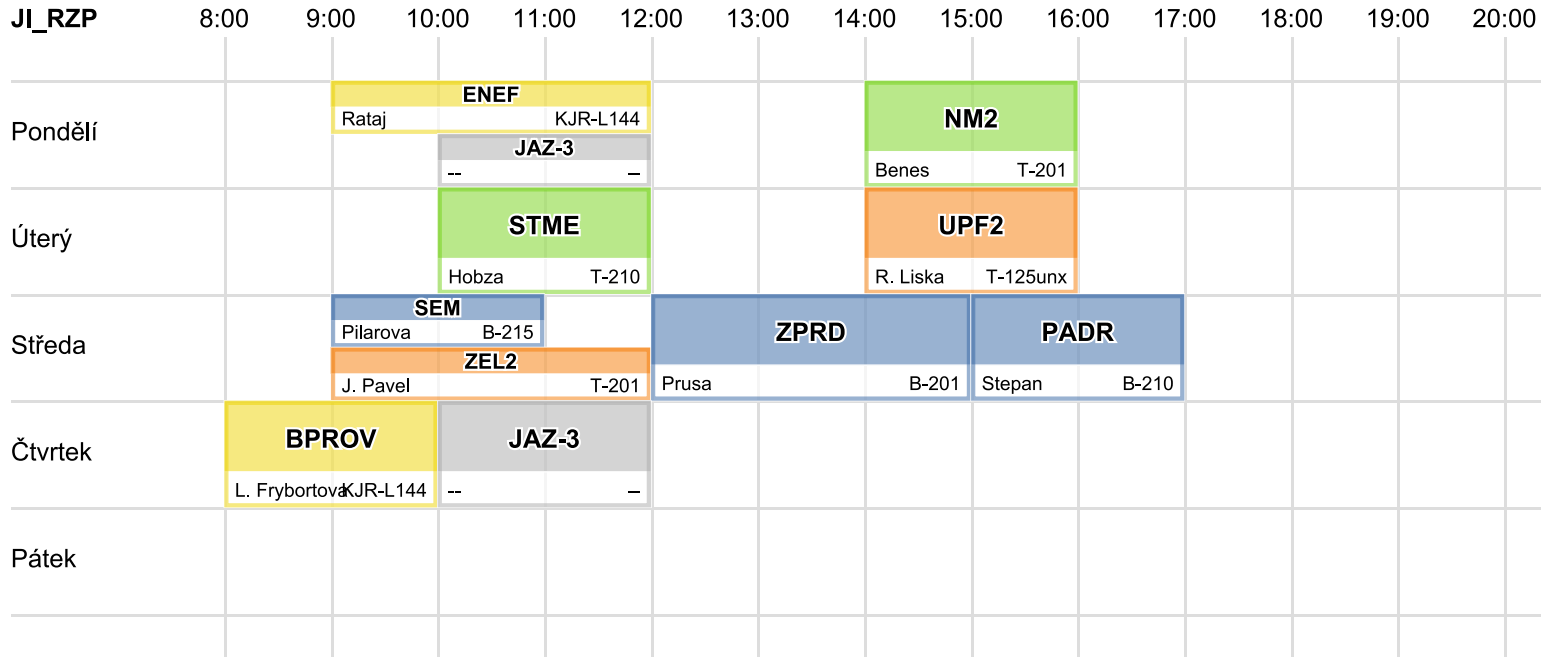 JI_RZP 8:00 9:00 10:00 11:00 12:00 13:00 14:00 15:00 16:00 17:00 18:00 19:00 20:00
Pondělí
ENEF
Rataj KJR-L144
JAZ-3
-- –
NM2
Benes T-201
Úterý
STME
Hobza T-210
UPF2
R. Liska T-125unx
Středa
SEM
Pilarova B-215
ZEL2
J. Pavel T-201
ZPRD
Prusa B-201
PADR
Stepan B-210
Čtvrtek
BPROV
L. Frybortova KJR-L144
JAZ-3
-- –
Pátek